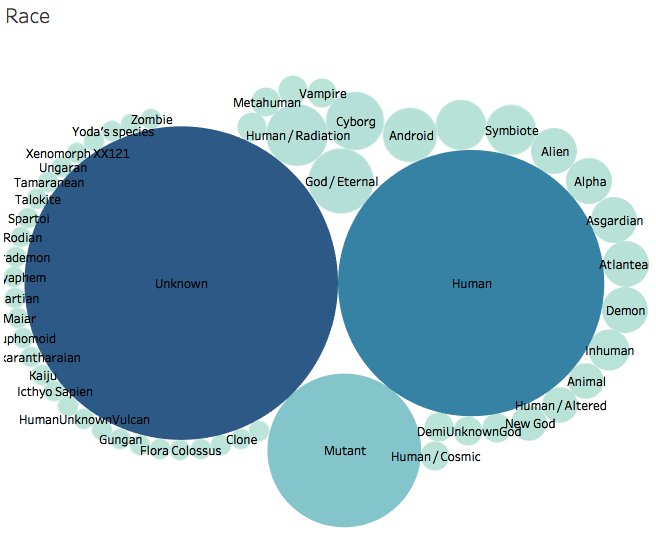 Race
Zombie
Yoda's species
Xenomorph XX121
Ungaran
Tamaranean
Talokite
Spartoi
Rodian
rademon
yaphem
artian
Maiar
uphomoid
karantharaian
Kaiju
Icthyo Sapien
HumanUnknownVulcan
Gungan
Flora Colossus
Clone
Unknown
Metahuman
Vampire
Human / Radiation
Cyborg
God / Eternal
Android
Symbiote
Alien
Alpha
Asgardian
Atlantea
Demon
Inhuman
Animal
Human / Altered
New God
DemiUnknownGod
Human / Cosmic
Human
Mutant